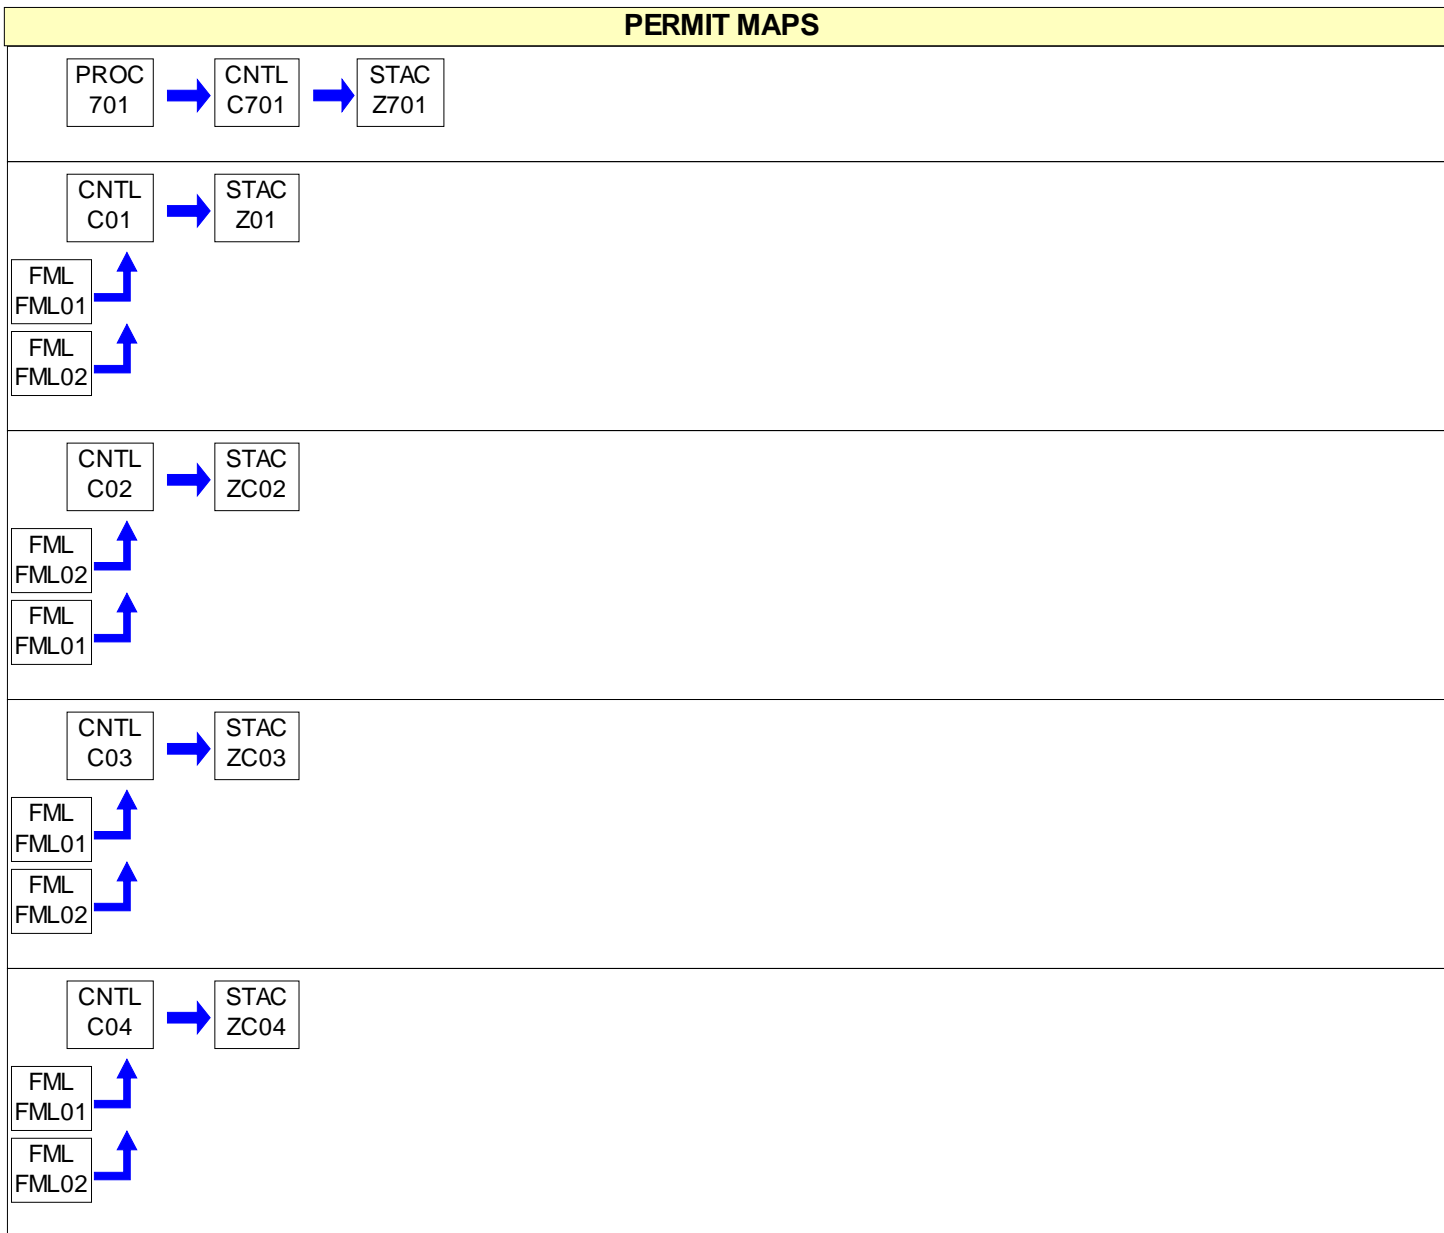 PERMIT MAPS
PROC
701
CNTL
C701
STAC
Z701
CNTL
C01
STAC
Z01
FML
FML01
FML
FML02
CNTL
C02
STAC
ZC02
FML
FML02
FML
FML01
CNTL
C03
STAC
ZC03
FML
FML01
FML
FML02
CNTL
C04
STAC
ZC04
FML
FML01
FML
FML02